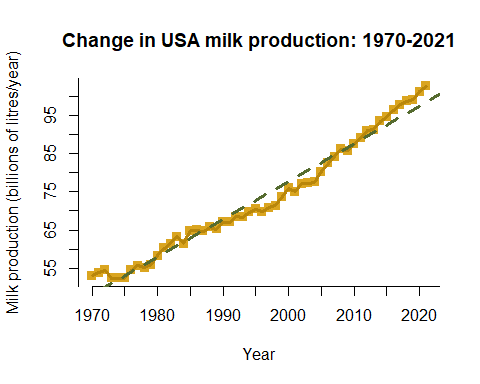 Change in USA milk production: 1970-2021
Milk production (billions of litres/year)
95
85
75
65
55
1970 1980 1990 2000 2010 2020
Year